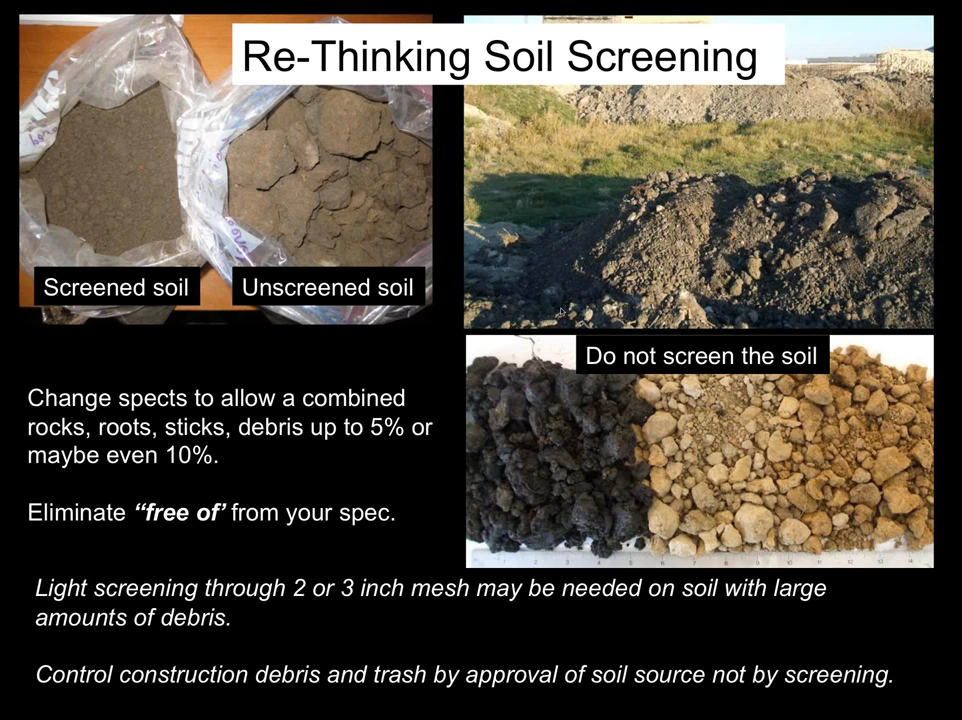 Re-Thinking Soil Screening
Screened soil
Unscreened soil
Do not screen the soil
Change spects to allow a combined
rocks, roots, sticks, debris up to 5% or
maybe even 10%.
Eliminate “free of’ from your spec.
Light screening through 2 or 3 inch mesh may be needed on soil with large
amounts of debris.
Control construction debris and trash by approval of soil source not by screening.